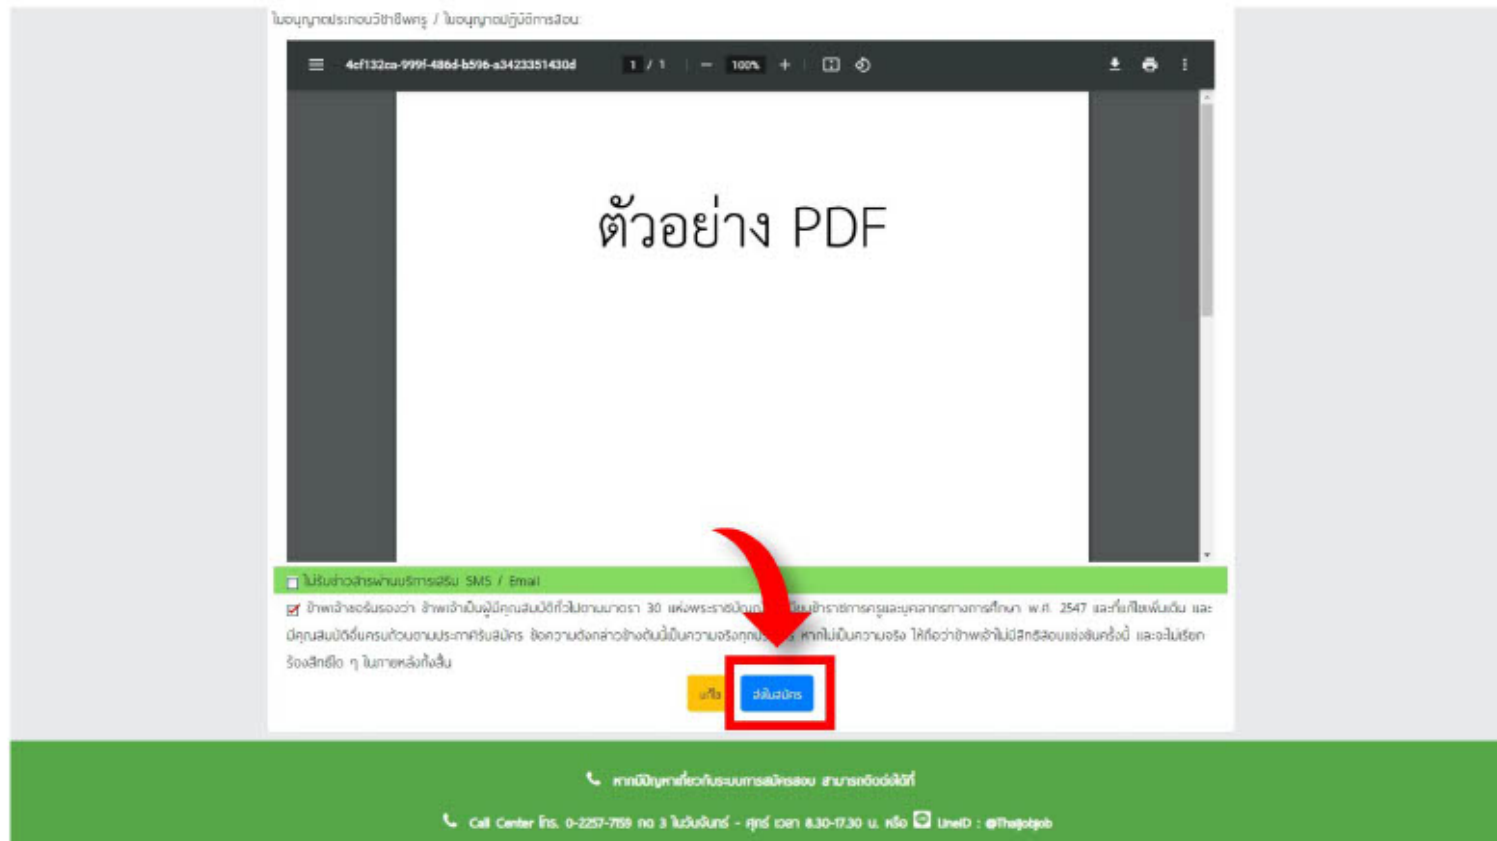 ใบอนุญาตประกอบวิชาชีพครู / ใบอนุญาตปฏิบัติการสอน
4cf132ca-999f-486d-b596-a3423351430d 1 / 1 100%
ตัวอย่าง PDF
ไม่รับข่าวสารผ่านบริการเสริม SMS / Email
ข้าพเจ้าขอรับรองว่า ข้าพเจ้าเป็นผู้มีคุณสมบัติทั่วไปตามมาตรา 30 แห่งพระราชบัญญ ข้าราชการครูและบุคลากรทางการศึกษา พ.ศ. 2547 และที่แก้ไขเพิ่มเติม และ
มีคุณสมบัติอื่นครบถ้วนตามประกาศรับสมัคร ข้อความดังกล่าวข้างต้นนี้เป็นความจริงทุก หากไม่เป็นความจริง ให้ถือว่าข้าพเจ้าไม่มีสิทธิสอบแข่งขันครั้งนี้ และจะไม่เรียก
ร้องสิทธิใด ๆ ในภายหลังทั้งสิ้น
แก้ไข ส่งใบสมัคร
หากมีปัญหาเกี่ยวกับระบบการสมัครสอบ สามารถติดต่อได้ที่
Call Center โทร. 0-2257-7159 กด 3 ในวันจันทร์ - ศุกร์ เวลา 8.30-17.30 น. หรือ LineID : @Thaijobjob